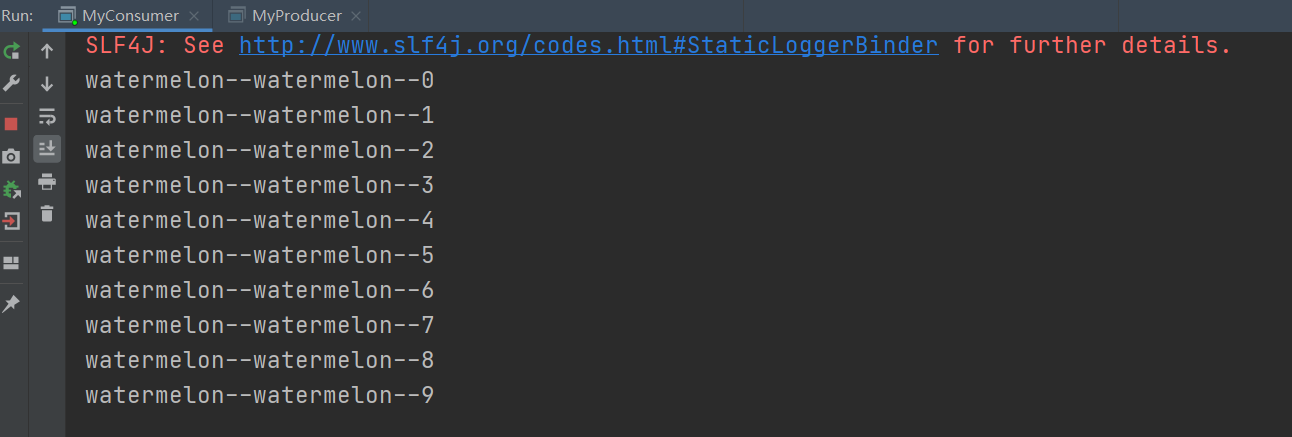 Run: MyConsumer MyProducer
SLF4J: See http://www.slf4j.org/codes.html#StaticLoggerBinder for further details.
watermelon--watermelon--0
watermelon--watermelon--1
watermelon--watermelon--2
watermelon--watermelon--3
watermelon--watermelon--4
watermelon--watermelon--5
watermelon--watermelon--6
watermelon--watermelon--7
watermelon--watermelon--8
watermelon--watermelon--9